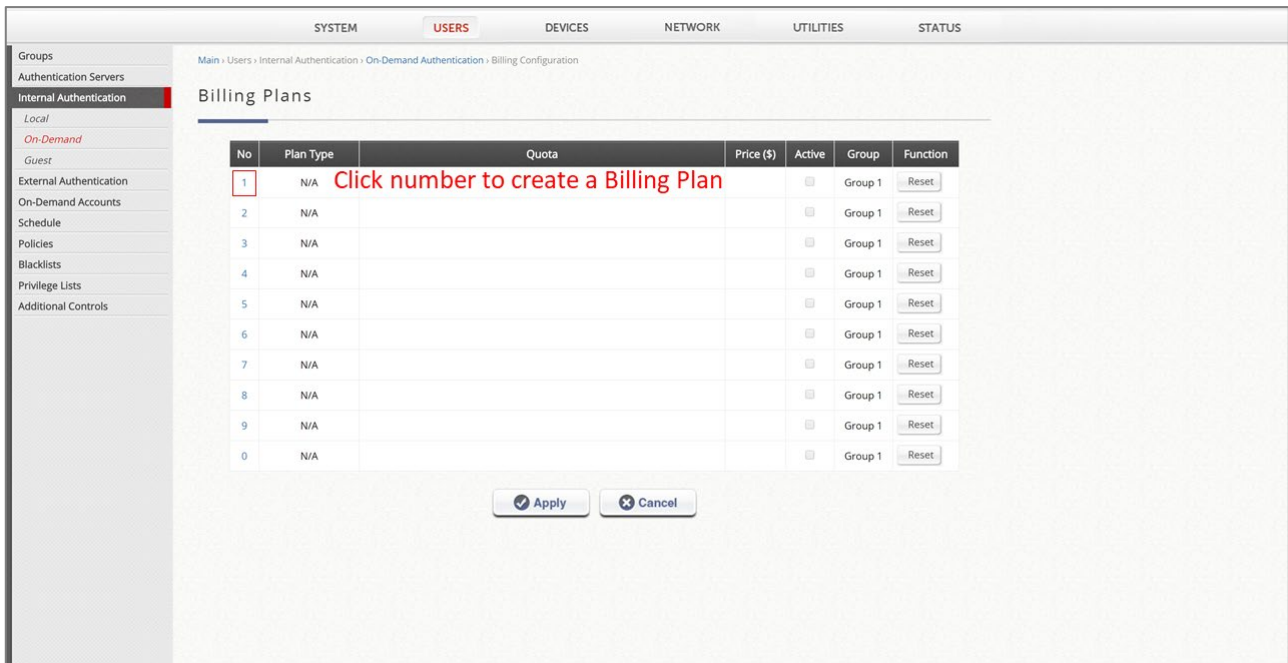 SYSTEM USERS DEVICES NETWORK UTILITIES STATUS
Groups
Authentication Servers
Internal Authentication
Local
On-Demand
Guest
External Authentication
On-Demand Accounts
Schedule
Policies
Blacklists
Privilege Lists
Additional Controls
Main › Users › Internal Authentication › On-Demand Authentication › Billing Configuration
Billing Plans
No Plan Type Quota Price ($) Active Group Function
1 N/A Click number to create a Billing Plan Group 1 Reset
2 N/A Group 1 Reset
3 N/A Group 1 Reset
4 N/A Group 1 Reset
5 N/A Group 1 Reset
6 N/A Group 1 Reset
7 N/A Group 1 Reset
8 N/A Group 1 Reset
9 N/A Group 1 Reset
0 N/A Group 1 Reset
Apply Cancel